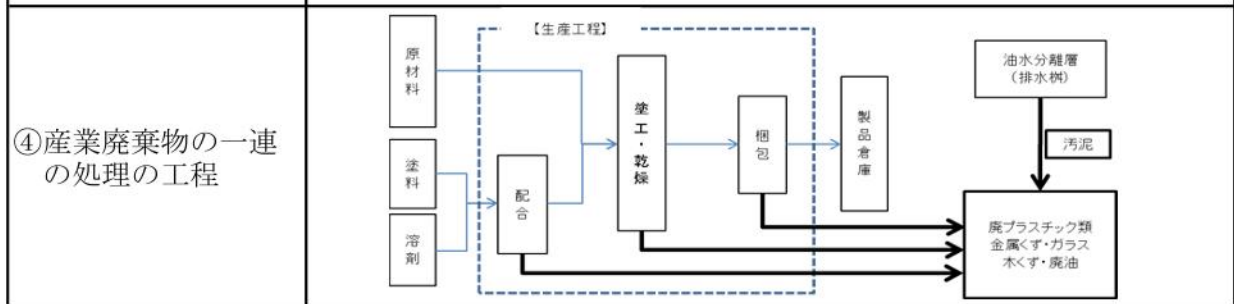 ④産業廃棄物の一連
の処理の工程
【生産工程】
原材料
塗料
溶剤
配合
塗工・乾燥
梱包
製品倉庫
油水分離層
(排水桝)
汚泥
廃プラスチック類
金属くず・ガラス
木くず・廃油